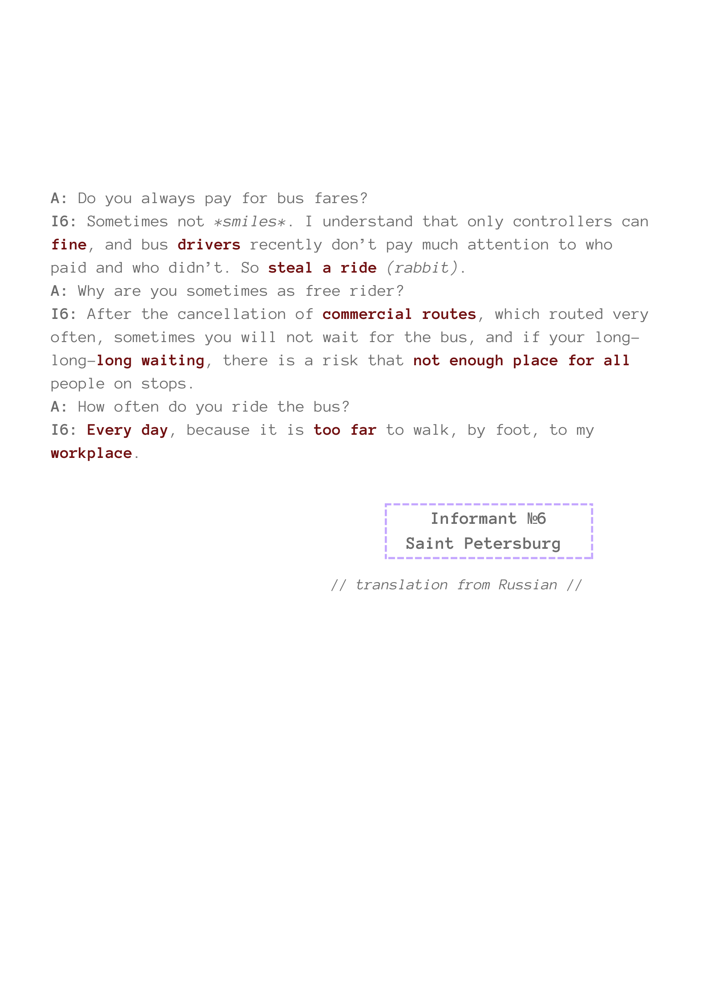 A: Do you always pay for bus fares?
I6: Sometimes not *smiles*. I understand that only controllers can
fine, and bus drivers recently don’t pay much attention to who
paid and who didn’t. So steal a ride (rabbit).
A: Why are you sometimes as free rider?
I6: After the cancellation of commercial routes, which routed very
often, sometimes you will not wait for the bus, and if your long-
long-long waiting, there is a risk that not enough place for all
people on stops.
A: How often do you ride the bus?
I6: Every day, because it is too far to walk, by foot, to my
workplace.
Informant №6
Saint Petersburg
// translation from Russian //